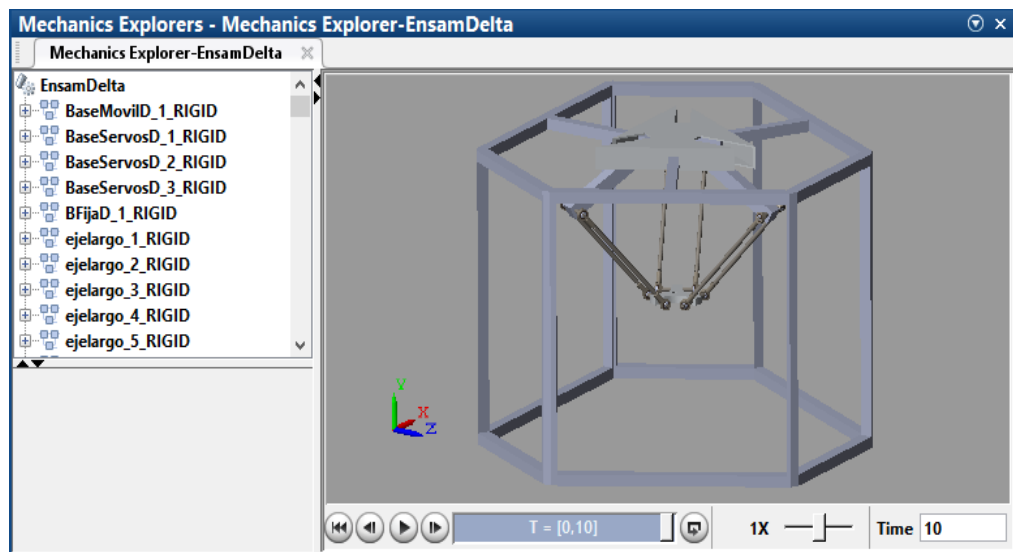 Mechanics Explorers - Mechanics Explorer-EnsamDelta
Mechanics Explorer-EnsamDelta
EnsamDelta
BaseMovilD_1_RIGID
BaseServosD_1_RIGID
BaseServosD_2_RIGID
BaseServosD_3_RIGID
BFijaD_1_RIGID
ejelargo_1_RIGID
ejelargo_2_RIGID
ejelargo_3_RIGID
ejelargo_4_RIGID
ejelargo_5_RIGID
Y
X
Z
T = [0,10]
1X
Time 10